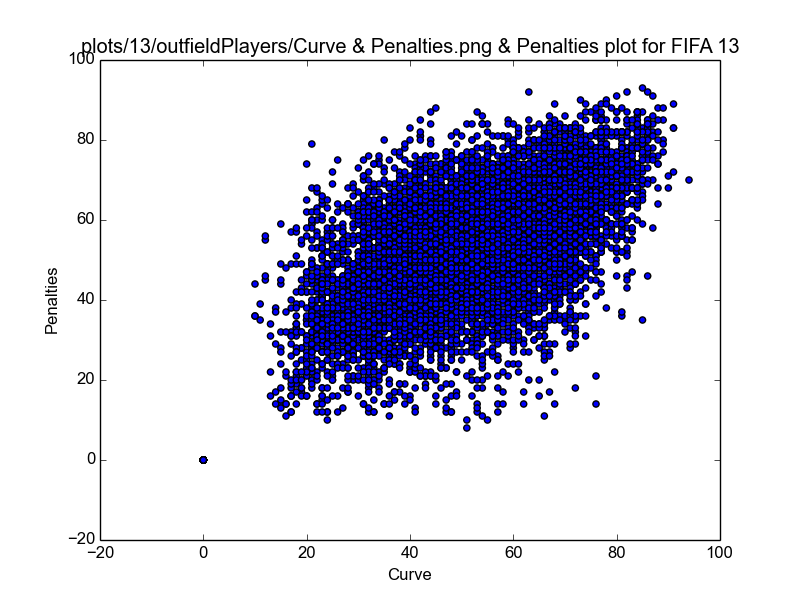 plots/13/outfieldPlayers/Curve & Penalties.png & Penalties plot for FIFA 13
100
80
60
40
20
0
−20
Penalties
−20 0 20 40 60 80 100
Curve